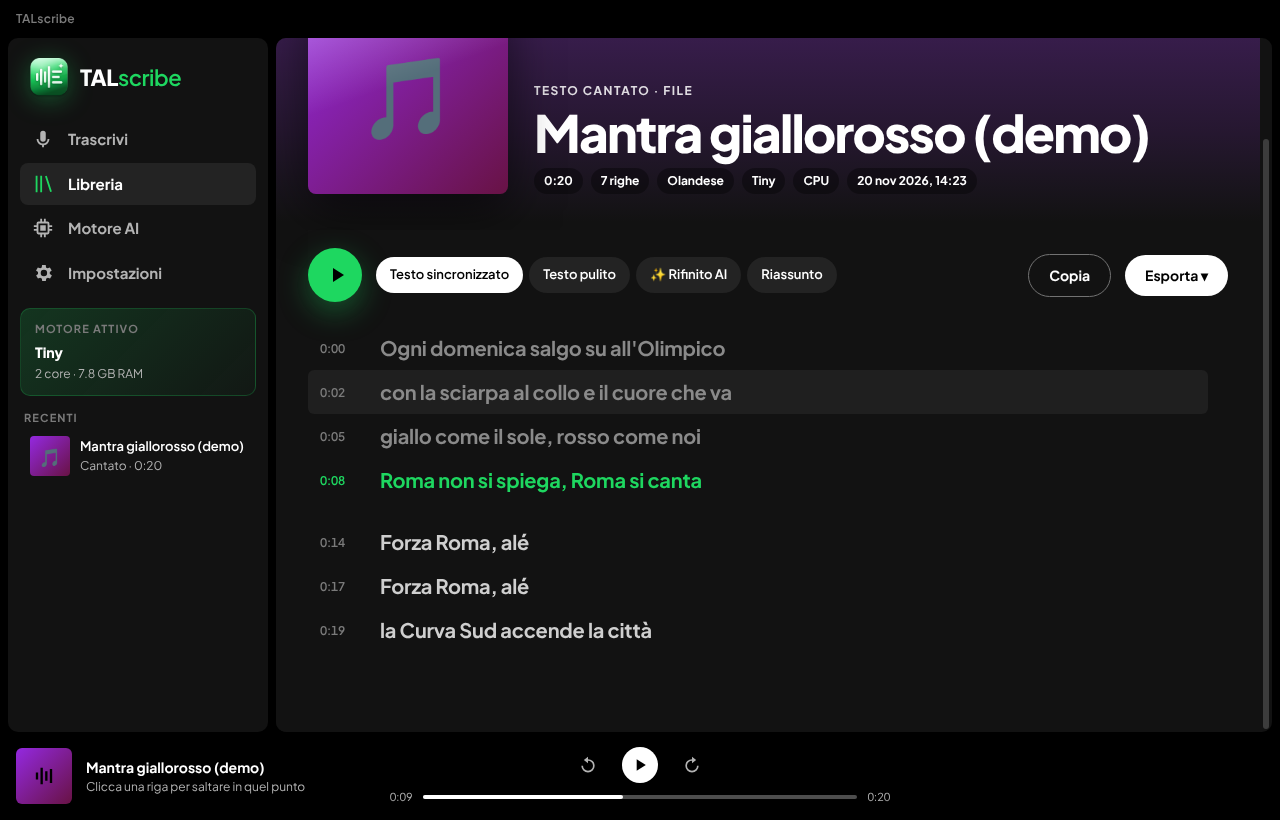 TALscribe
TALscribe
Trascrivi
Libreria
Motore AI
Impostazioni
MOTORE ATTIVO
Tiny
2 core · 7.8 GB RAM
RECENTI
Mantra giallorosso (demo)
Cantato · 0:20
TESTO CANTATO · FILE
Mantra giallorosso (demo)
0:20 7 righe Olandese Tiny CPU 20 nov 2026, 14:23
Testo sincronizzato Testo pulito ✨ Rifinito AI Riassunto Copia Esporta ▾
0:00 Ogni domenica salgo su all'Olimpico
0:02 con la sciarpa al collo e il cuore che va
0:05 giallo come il sole, rosso come noi
0:08 Roma non si spiega, Roma si canta
0:14 Forza Roma, alé
0:17 Forza Roma, alé
0:19 la Curva Sud accende la città
Mantra giallorosso (demo)
Clicca una riga per saltare in quel punto
0:09 0:20